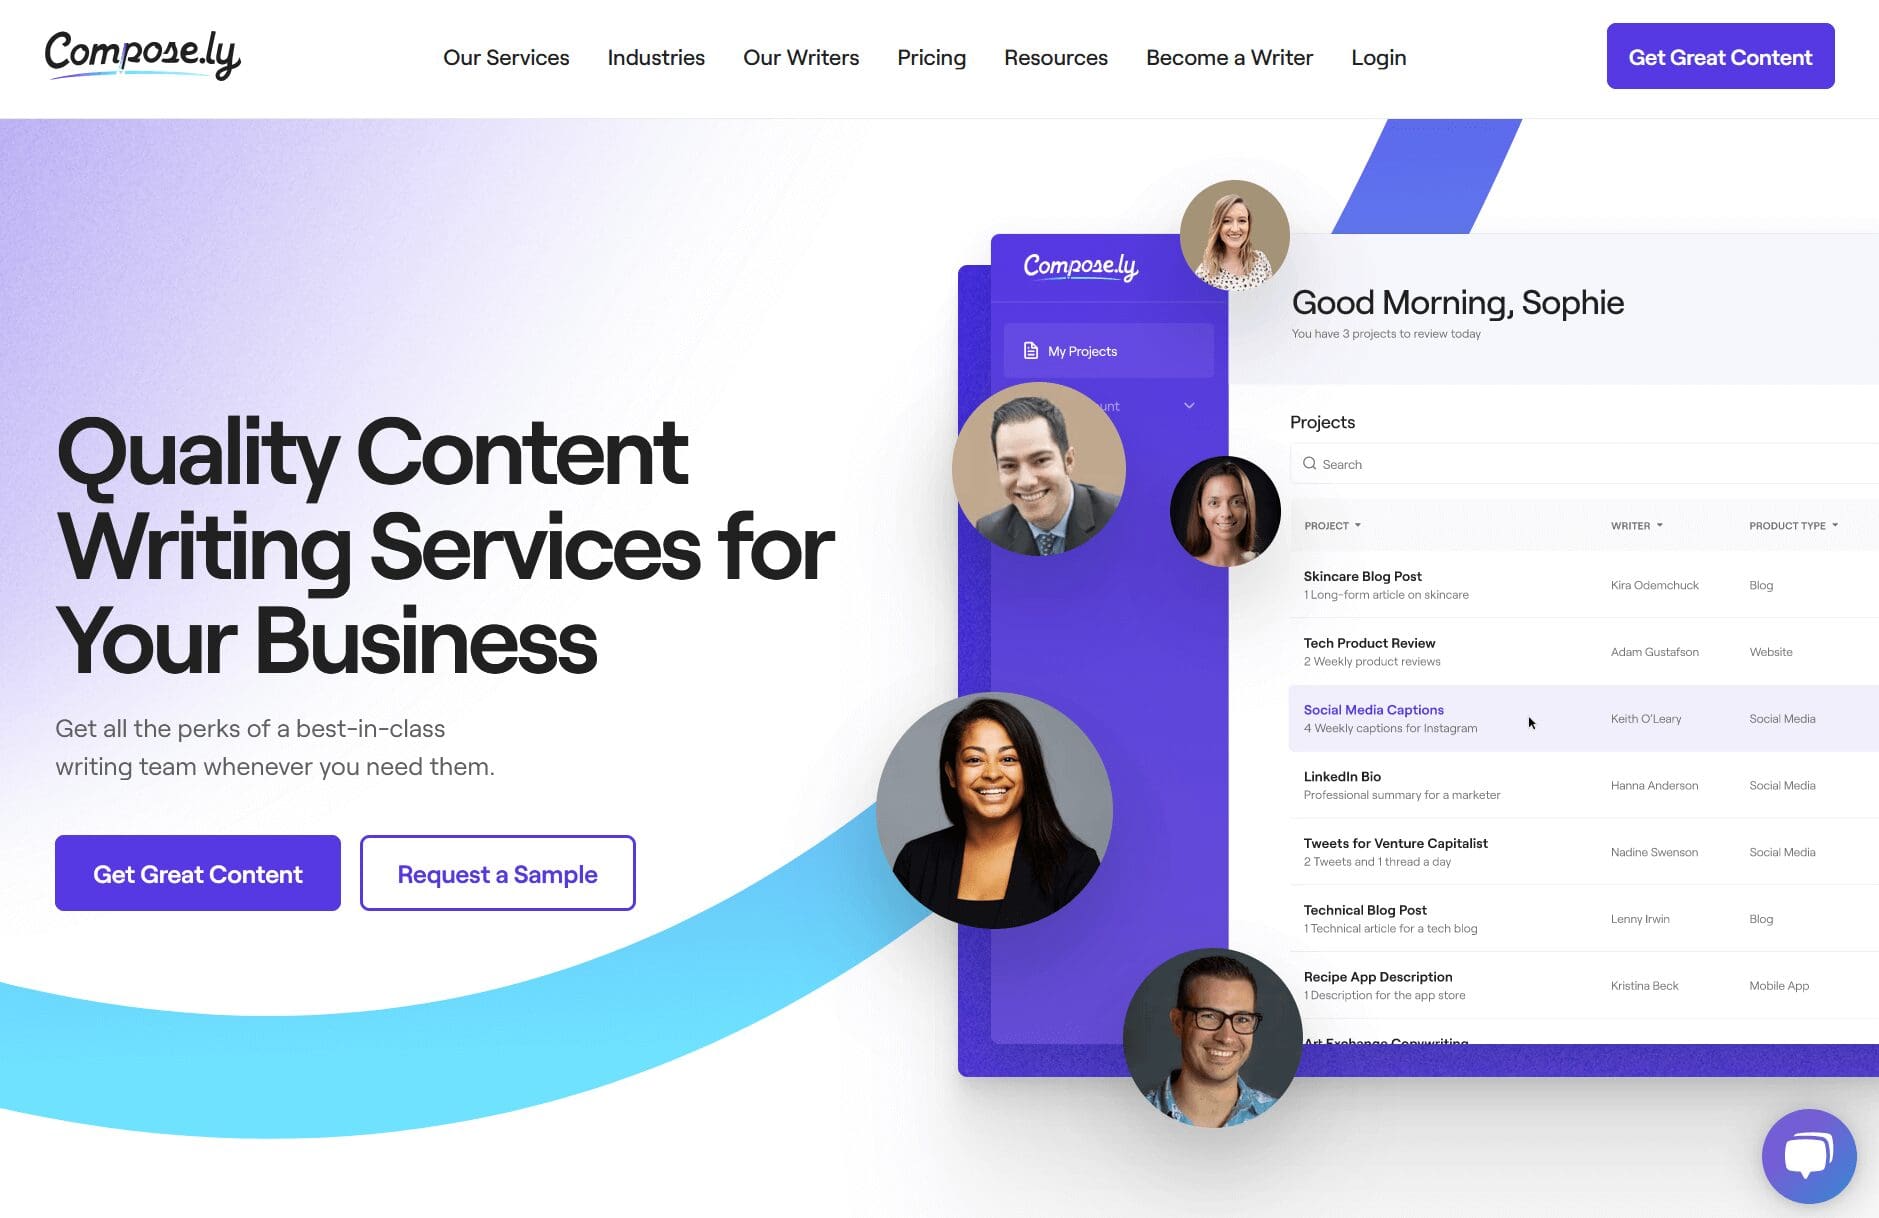 Compose.ly
Our Services
Industries
Our Writers
Pricing
Resources
Become a Writer
Login
Get Great Content
Quality Content
Writing Services for
Your Business
Get all the perks of a best-in-class
writing team whenever you need them.
Get Great Content
Request a Sample
Compose.ly
My Projects
Good Morning, Sophie
You have 3 projects to review today
Projects
Search
PROJECT WRITER PRODUCT TYPE
Skincare Blog Post
1 Long-form article on skincare
Kira Odemchuck
Blog
Tech Product Review
2 Weekly product reviews
Adam Gustafson
Website
Social Media Captions
4 Weekly captions for Instagram
Keith O'Leary
Social Media
LinkedIn Bio
Professional summary for a marketer
Hanna Anderson
Social Media
Tweets for Venture Capitalist
2 Tweets and 1 thread a day
Nadine Swenson
Social Media
Technical Blog Post
1 Technical article for a tech blog
Lenny Irwin
Blog
Recipe App Description
1 Description for the app store
Kristina Beck
Mobile App
Art Exchange Copywriting